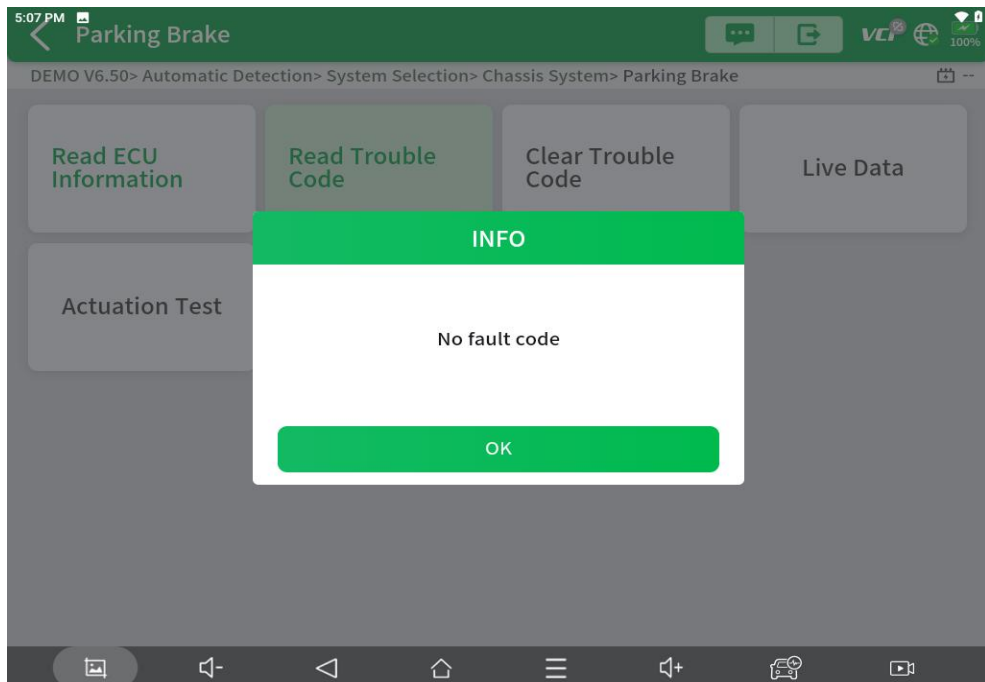 5:07 PM
Parking Brake
VCI
100%
DEMO V6.50> Automatic Detection> System Selection> Chassis System> Parking Brake
--
Read ECU
Information
Read Trouble
Code
Clear Trouble
Code
Live Data
INFO
Actuation Test
No fault code
OK